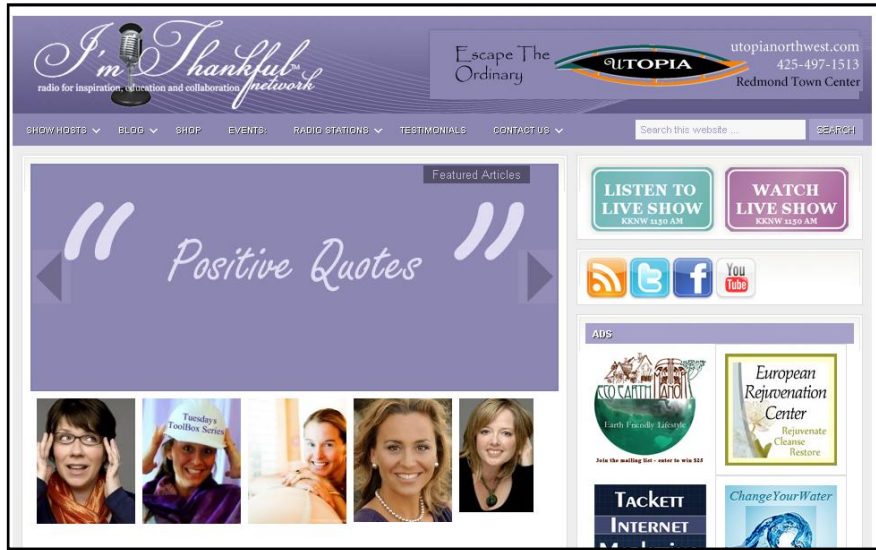 I'm Thankful
network
radio for inspiration, education and collaboration
Escape The
Ordinary
UTOPIA
utopianorthwest.com
425-497-1513
Redmond Town Center
SHOW HOSTS BLOG SHOP EVENTS: RADIO STATIONS TESTIMONIALS CONTACT US
Search this website ...
SEARCH
Featured Articles
" Positive Quotes "
Tuesdays
ToolBox Series
LISTEN TO
LIVE SHOW
KKNW 1150 AM
WATCH
LIVE SHOW
KKNW 1150 AM
You
Tube
ADS
ECO EARTH MANOR
Earth Friendly Lifestyle
Join the mailing list - enter to win $25
European
Rejuvenation
Center
Rejuvenate
Cleanse
Restore
TACKETT
INTERNET
ChangeYourWater